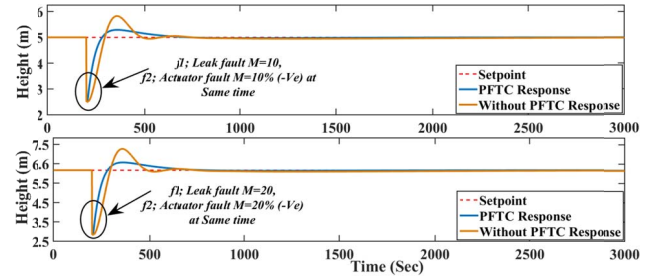 6
5
4
3
2
Height (m)
f1; Leak fault M=10,
f2; Actuator fault M=10% (-Ve) at
Same time
Setpoint
PFTC Response
Without PFTC Response
0
500
1000
1500
2000
2500
3000
7.5
6.5
5.5
4.5
3.5
2.5
Height (m)
f1; Leak fault M=20,
f2; Actuator fault M=20% (-Ve)
at Same time
Setpoint
PFTC Response
Without PFTC Response
0
500
1000
1500
2000
2500
3000
Time (Sec)